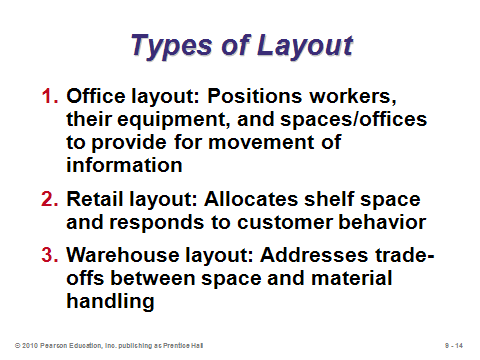 Types of Layout
1. Office layout: Positions workers,
their equipment, and spaces/offices
to provide for movement of
information
2. Retail layout: Allocates shelf space
and responds to customer behavior
3. Warehouse layout: Addresses trade-
offs between space and material
handling
© 2010 Pearson Education, Inc. publishing as Prentice Hall
9 - 14